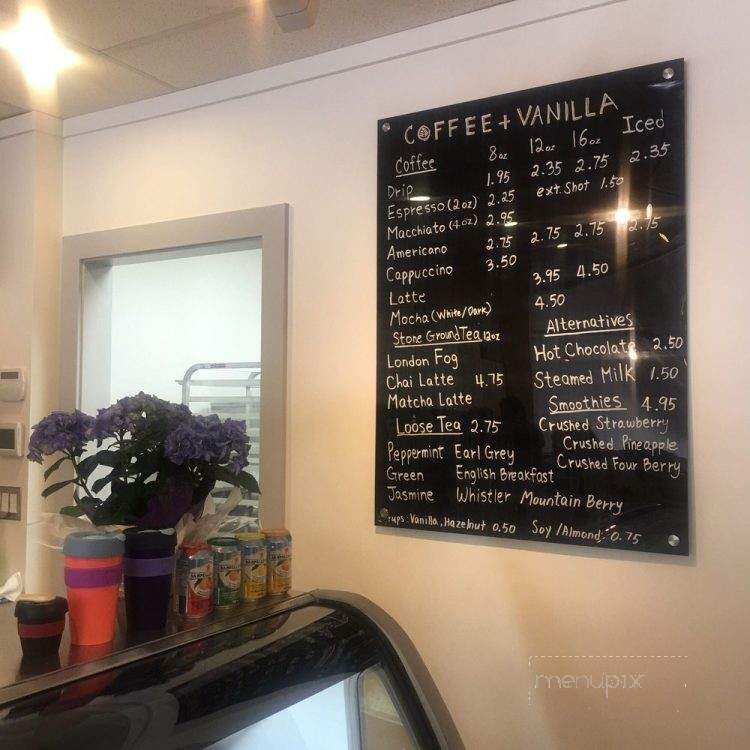 COFFEE + VANILLA
Coffee 8oz 12oz 16oz Iced
Drip 1.95 2.35 2.75 2.35
Espresso (2oz) 2.25 ext.Shot 1.50
Macchiato (4oz) 2.95
Americano 2.75 2.75 2.75 2.75
Cappuccino 3.50
Latte 3.95 4.50
Mocha (White/Dark) 4.50
Stone Ground Tea 12oz
London Fog
Chai Latte 4.75
Matcha Latte
Loose Tea 2.75
Peppermint Earl Grey
Green English Breakfast
Jasmine Whistler Mountain Berry
Alternatives
Hot Chocolate 2.50
Steamed Milk 1.50
Smoothies 4.95
Crushed Strawberry
Crushed Pineapple
Crushed Four Berry
rups: Vanilla, Hazelnut 0.50 Soy/Almond: 0.75
menupix